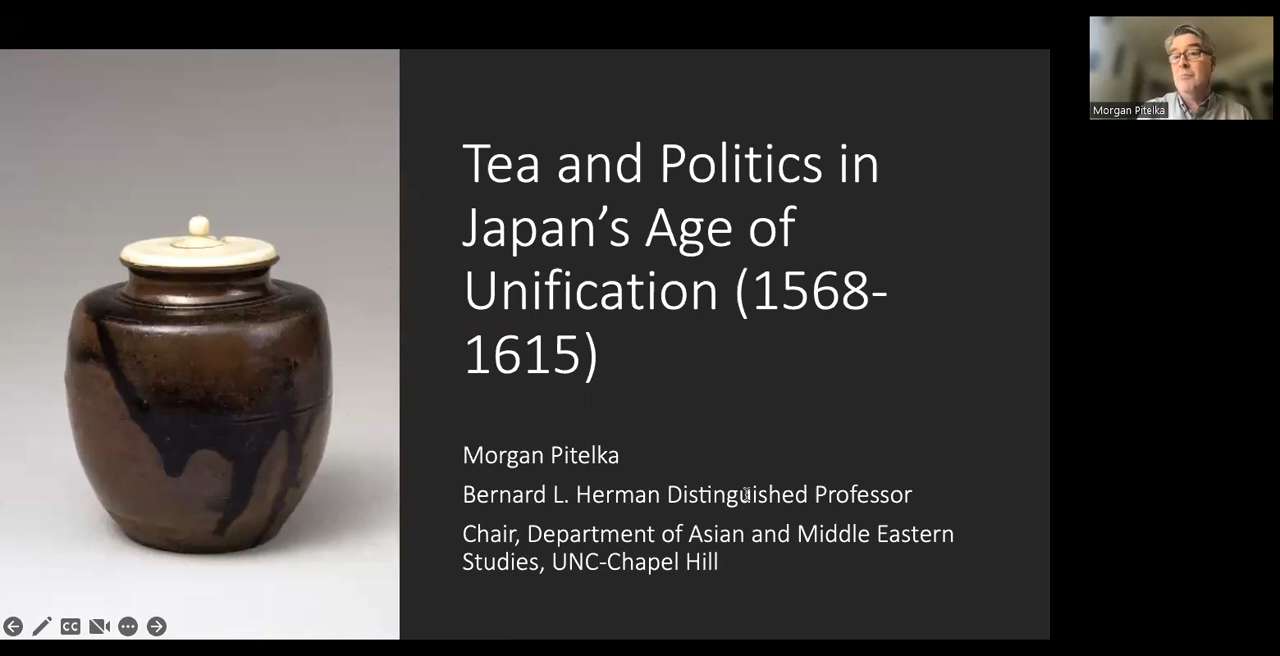 Tea and Politics in
Japan’s Age of
Unification (1568-
1615)
Morgan Pitelka
Bernard L. Herman Distinguished Professor
Chair, Department of Asian and Middle Eastern
Studies, UNC-Chapel Hill
Morgan Pitelka
CC